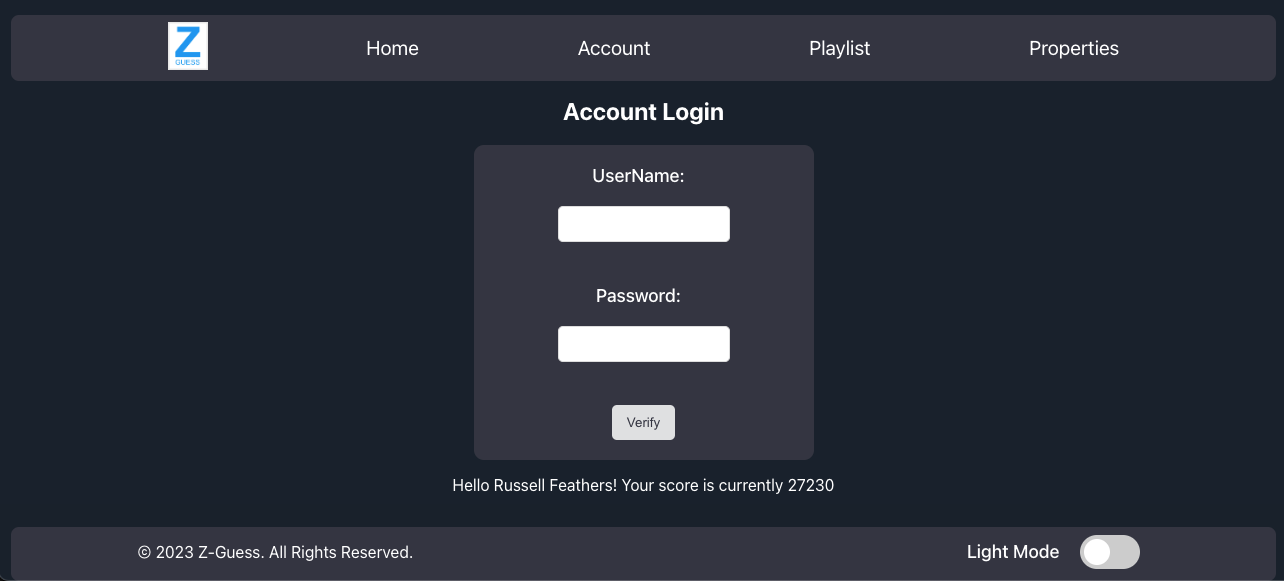 Z
GUESS
Home
Account
Playlist
Properties
Account Login
UserName:
Password:
Verify
Hello Russell Feathers! Your score is currently 27230
© 2023 Z-Guess. All Rights Reserved.
Light Mode